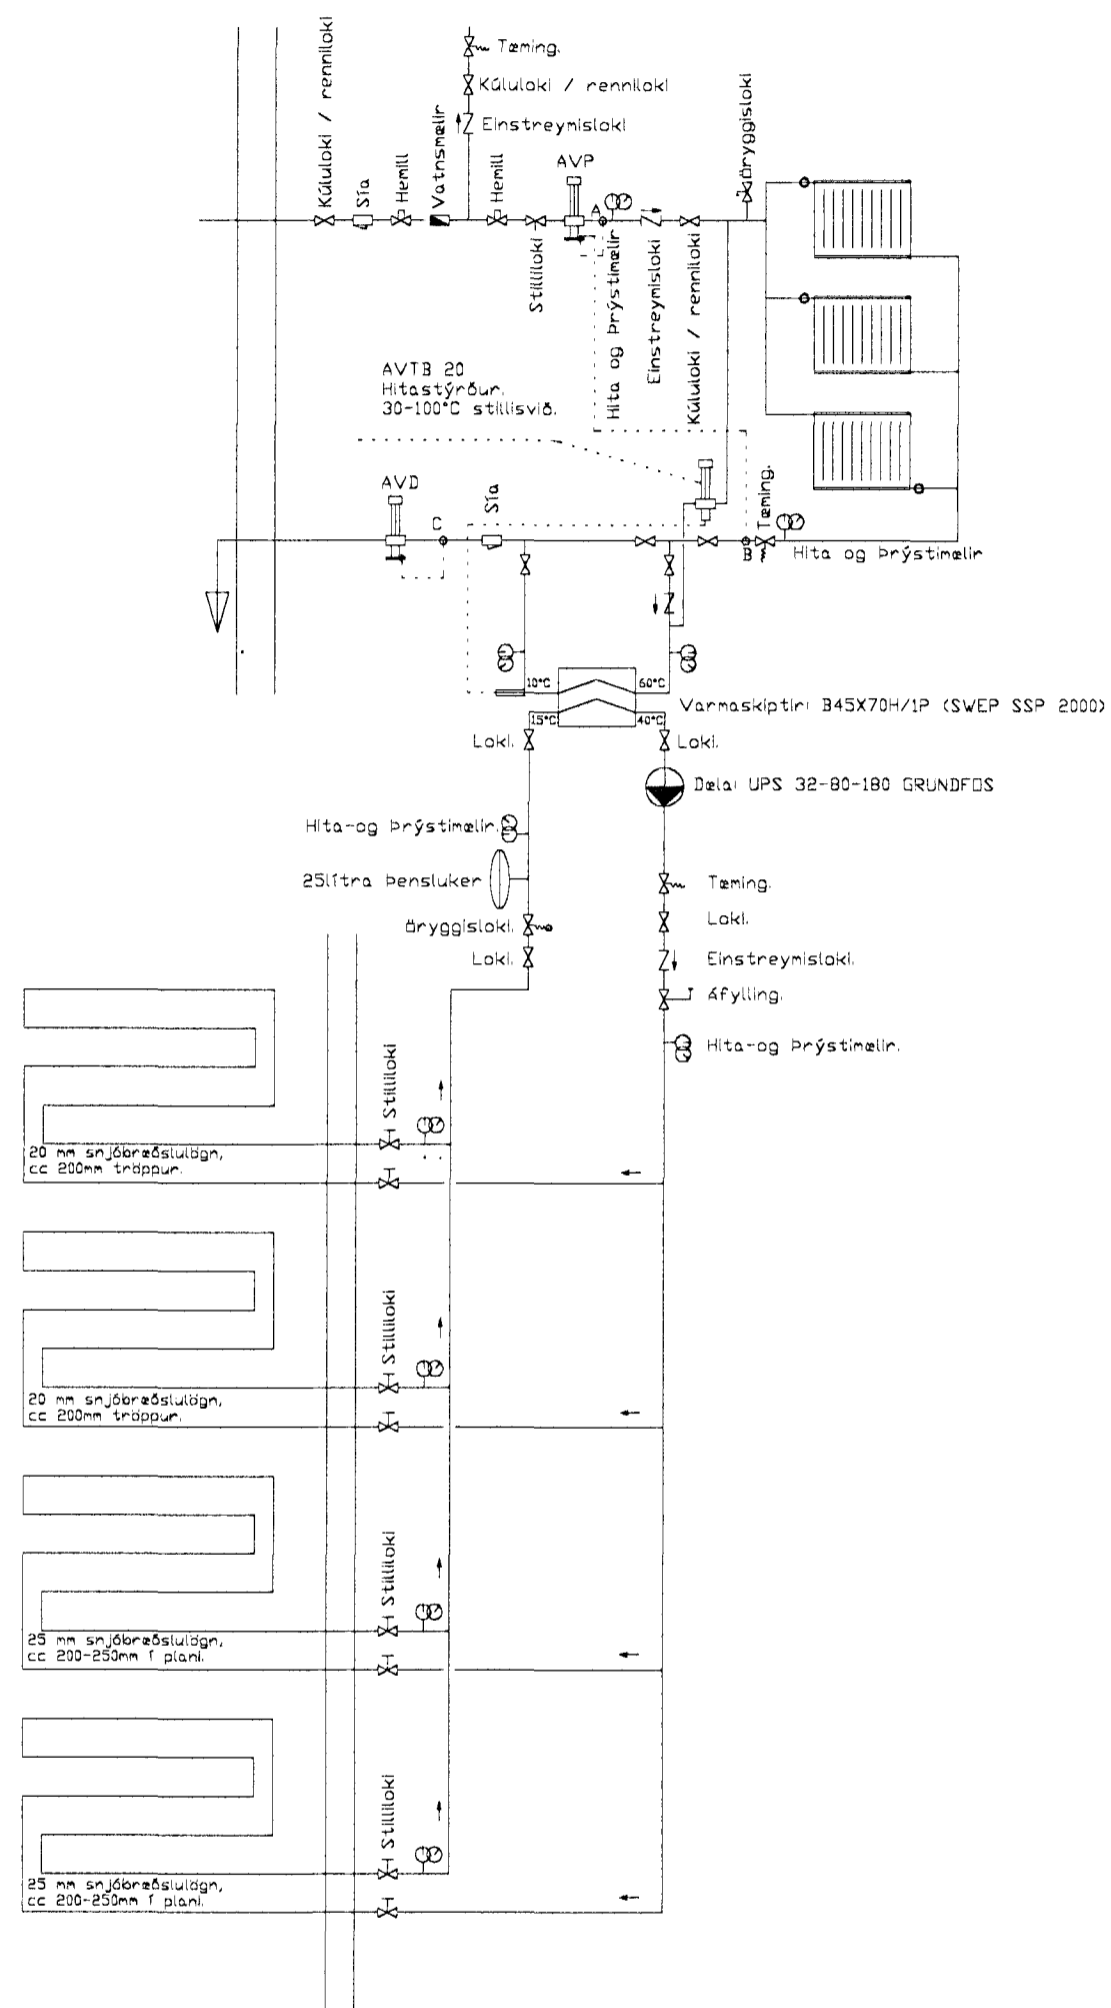 Tæming.
Kúluloki / renniloki
Einstreymisloki
Kúluloki / renniloki
Sía
Hemill
Vatnsmælir
Hemill
Stilliloki
AVP
A
Hita og Þrýstimælir
Einstreymisloki
Kúluloki / renniloki
Öryggisloki
AVTB 20
Hitastýrður.
30-100°C stillisvið.
AVD
C
Sía
B
Tæming.
Hita og Þrýstimælir
10°C
60°C
15°C
40°C
Varmaskiptir: B45X70H/1P (SWEP SSP 2000)
Loki.
Loki.
Dæla: UPS 32-80-180 GRUNDFOS
Hita-og Þrýstimælir.
25lítra Þensluker
Öryggisloki.
Loki.
Tæming.
Loki.
Einstreymisloki.
Áfylling.
Hita-og Þrýstimælir.
Stilliloki
20 mm snjóbræðslulögn,
cc 200mm tröppur.
Stilliloki
20 mm snjóbræðslulögn,
cc 200mm tröppur.
Stilliloki
25 mm snjóbræðslulögn,
cc 200-250mm í plani.
Stilliloki
25 mm snjóbræðslulögn,
cc 200-250mm í plani.